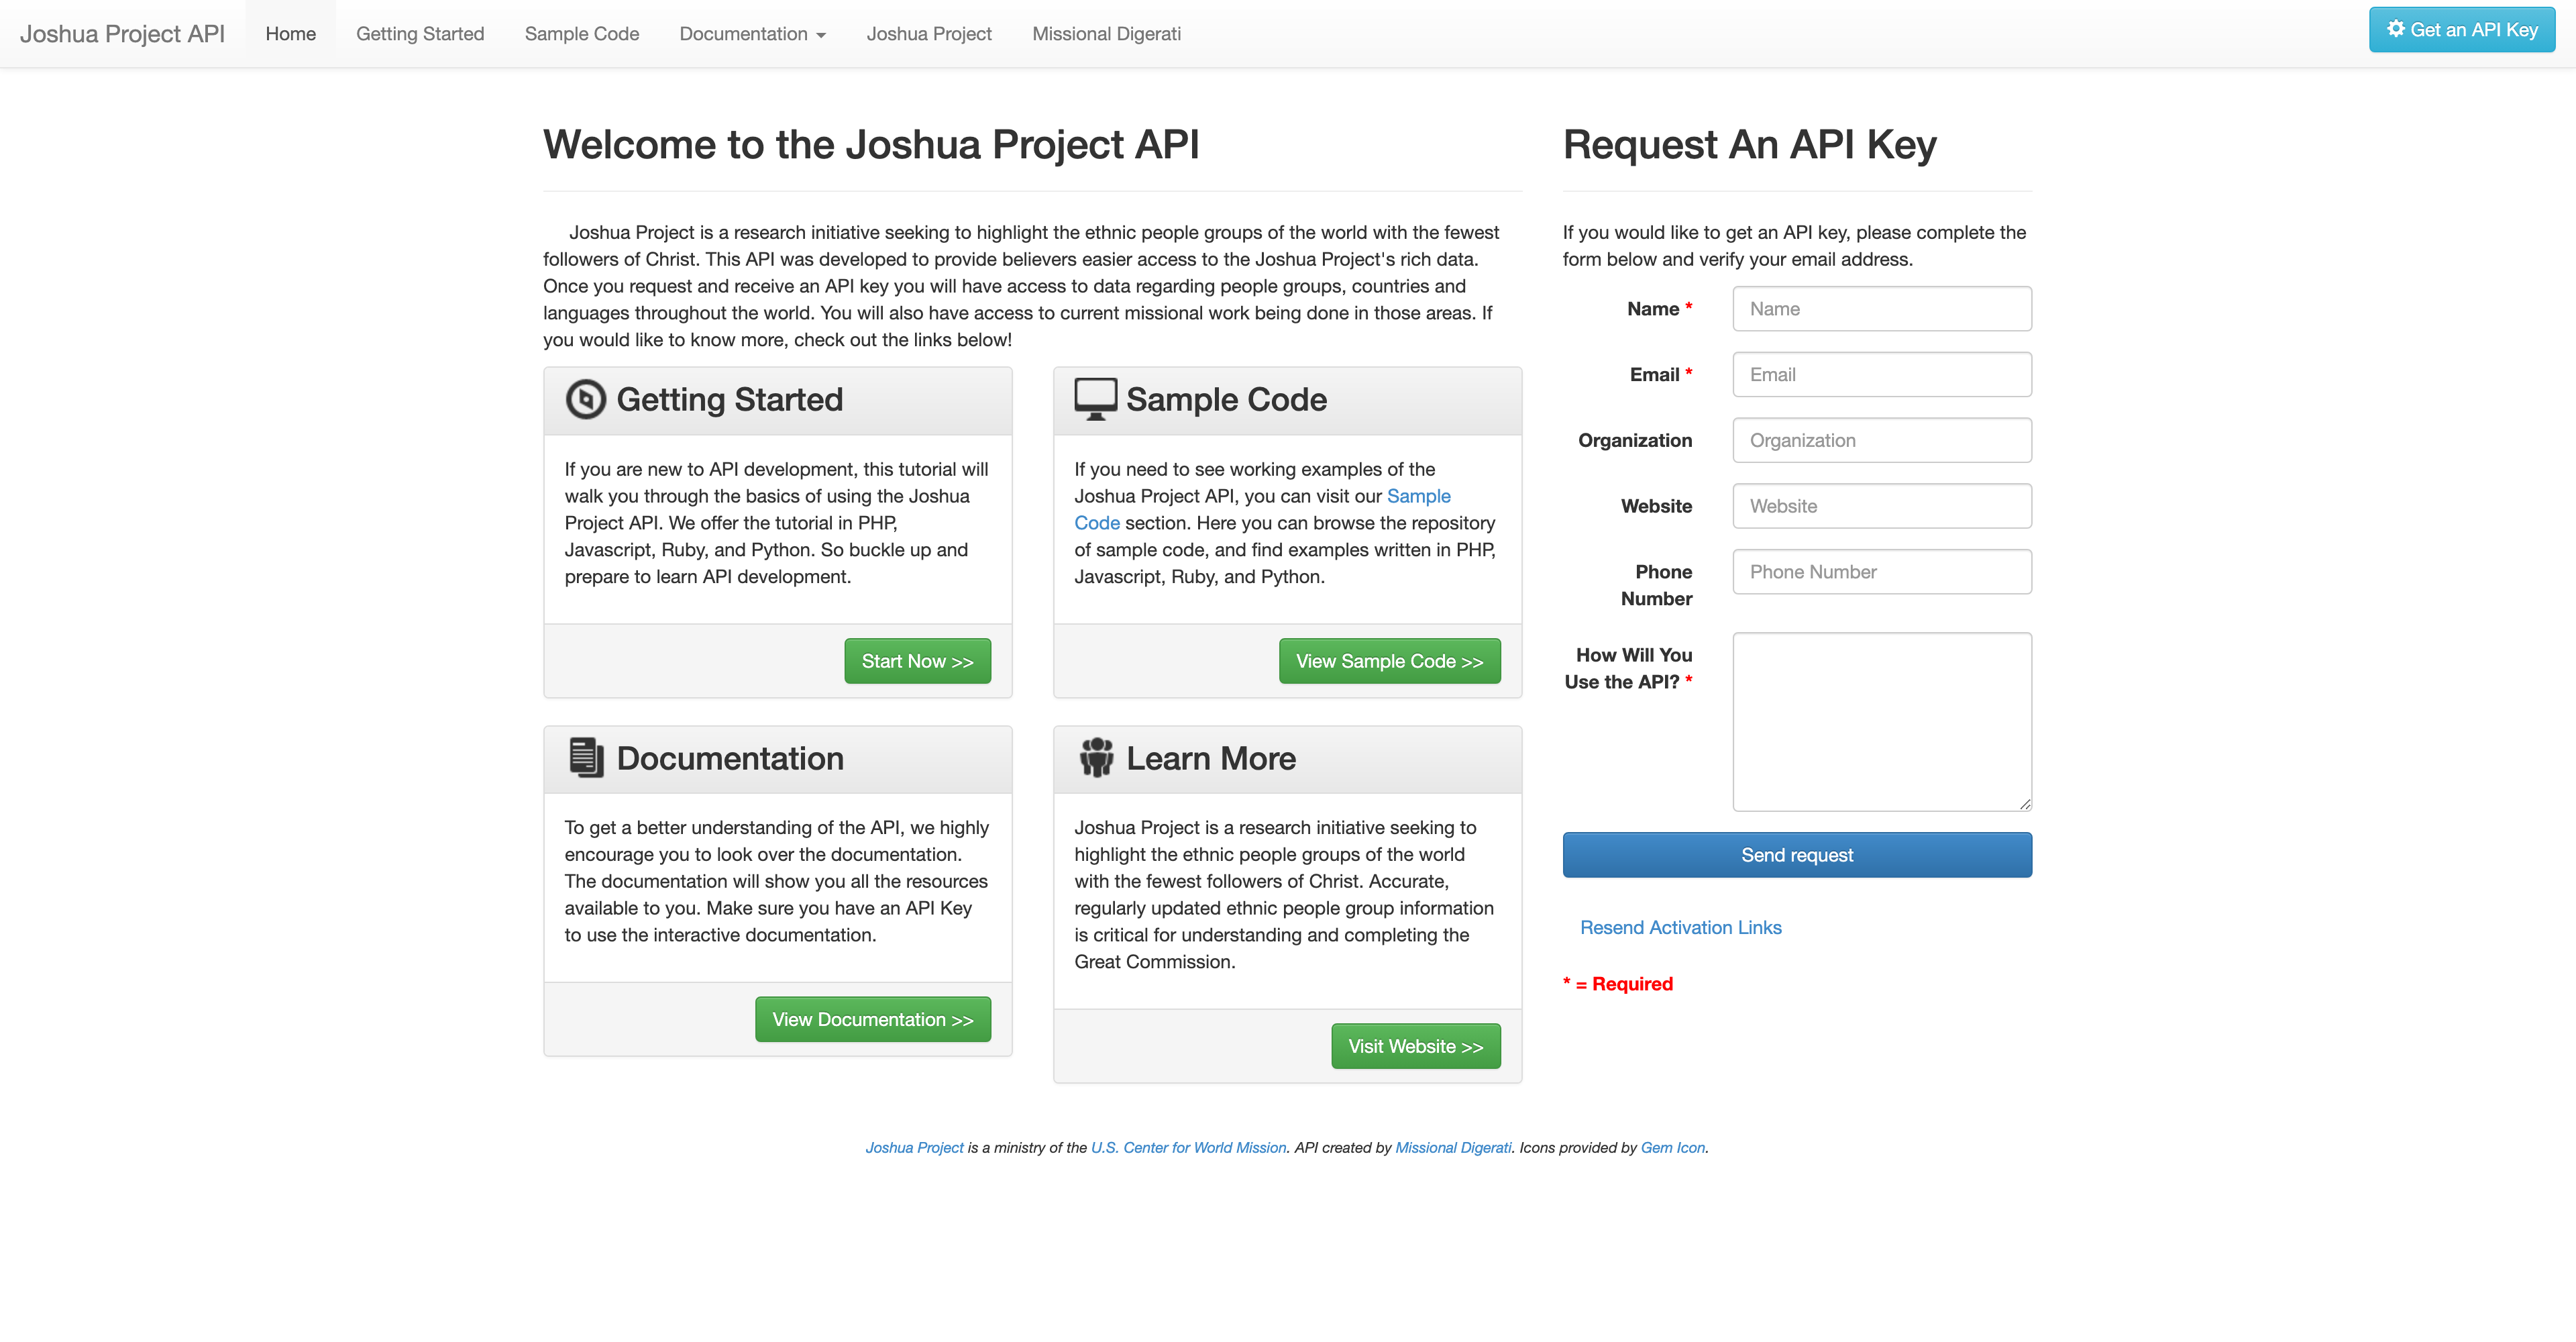 Joshua Project API
Home
Getting Started
Sample Code
Documentation
Joshua Project
Missional Digerati
Get an API Key
Welcome to the Joshua Project API
Joshua Project is a research initiative seeking to highlight the ethnic people groups of the world with the fewest
followers of Christ. This API was developed to provide believers easier access to the Joshua Project's rich data.
Once you request and receive an API key you will have access to data regarding people groups, countries and
languages throughout the world. You will also have access to current missional work being done in those areas. If
you would like to know more, check out the links below!
Getting Started
If you are new to API development, this tutorial will
walk you through the basics of using the Joshua
Project API. We offer the tutorial in PHP,
Javascript, Ruby, and Python. So buckle up and
prepare to learn API development.
Start Now >>
Sample Code
If you need to see working examples of the
Joshua Project API, you can visit our Sample
Code section. Here you can browse the repository
of sample code, and find examples written in PHP,
Javascript, Ruby, and Python.
View Sample Code >>
Documentation
To get a better understanding of the API, we highly
encourage you to look over the documentation.
The documentation will show you all the resources
available to you. Make sure you have an API Key
to use the interactive documentation.
View Documentation >>
Learn More
Joshua Project is a research initiative seeking to
highlight the ethnic people groups of the world
with the fewest followers of Christ. Accurate,
regularly updated ethnic people group information
is critical for understanding and completing the
Great Commission.
Visit Website >>
Request An API Key
If you would like to get an API key, please complete the
form below and verify your email address.
Name *
Name
Email *
Email
Organization
Organization
Website
Website
Phone
Number
Phone Number
How Will You
Use the API? *
Send request
Resend Activation Links
* = Required
Joshua Project is a ministry of the U.S. Center for World Mission. API created by Missional Digerati. Icons provided by Gem Icon.